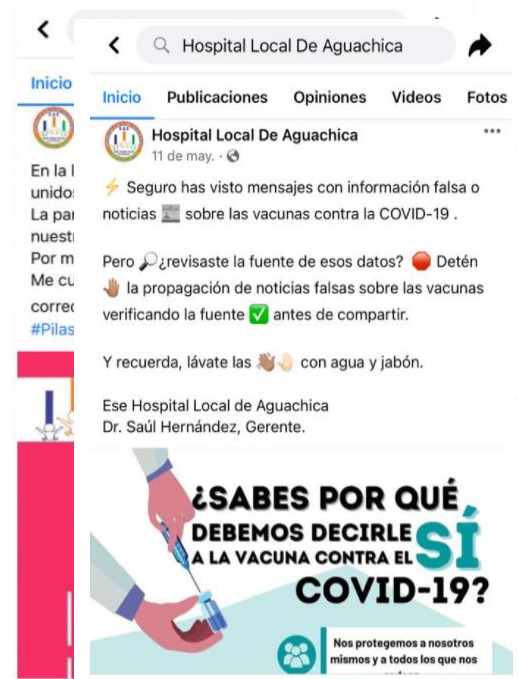 Hospital Local De Aguachica
Inicio Publicaciones Opiniones Videos Fotos
Hospital Local De Aguachica
11 de may. ·
Seguro has visto mensajes con información falsa o
noticias sobre las vacunas contra la COVID-19 .
Pero ¿revisaste la fuente de esos datos? Detén
la propagación de noticias falsas sobre las vacunas
verificando la fuente ✅ antes de compartir.
Y recuerda, lávate las con agua y jabón.
Ese Hospital Local de Aguachica
Dr. Saúl Hernández, Gerente.
¿SABES POR QUÉ
DEBEMOS DECIRLE SÍ
A LA VACUNA CONTRA EL
COVID-19?
Nos protegemos a nosotros
mismos y a todos los que nos
Inicio
En la
unido
La
nuest
Por m
Me cu
correc
#Pilas